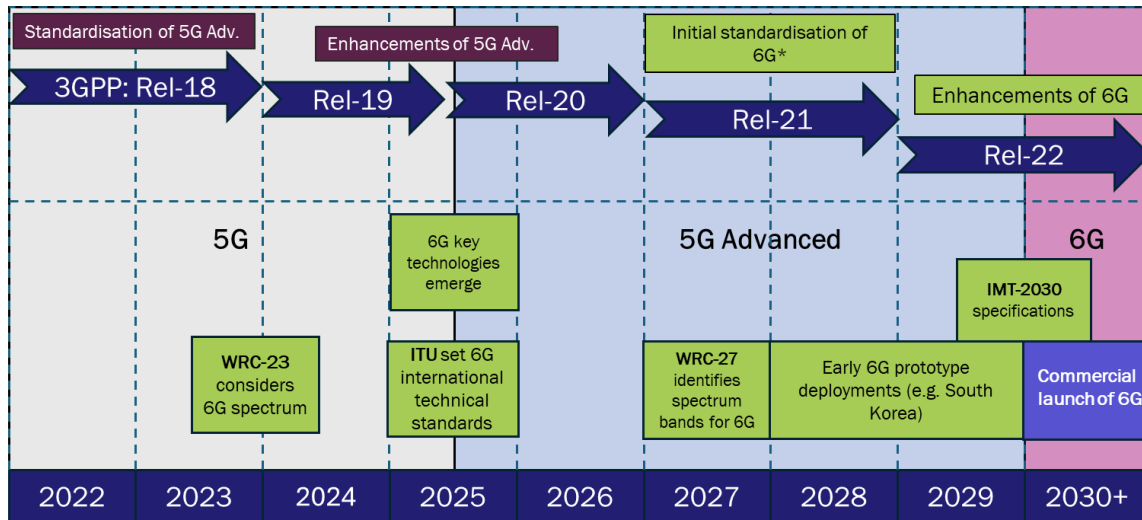 Standardisation of 5G Adv.
Enhancements of 5G Adv.
Initial standardisation of
6G*
Enhancements of 6G
3GPP: Rel-18
Rel-19
Rel-20
Rel-21
Rel-22
5G
5G Advanced
6G
6G key
technologies
emerge
IMT-2030
specifications
WRC-23
considers
6G spectrum
ITU set 6G
international
technical
standards
WRC-27
identifies
spectrum
bands for 6G
Early 6G prototype
deployments (e.g. South
Korea)
Commercial
launch of 6G
2022
2023
2024
2025
2026
2027
2028
2029
2030+